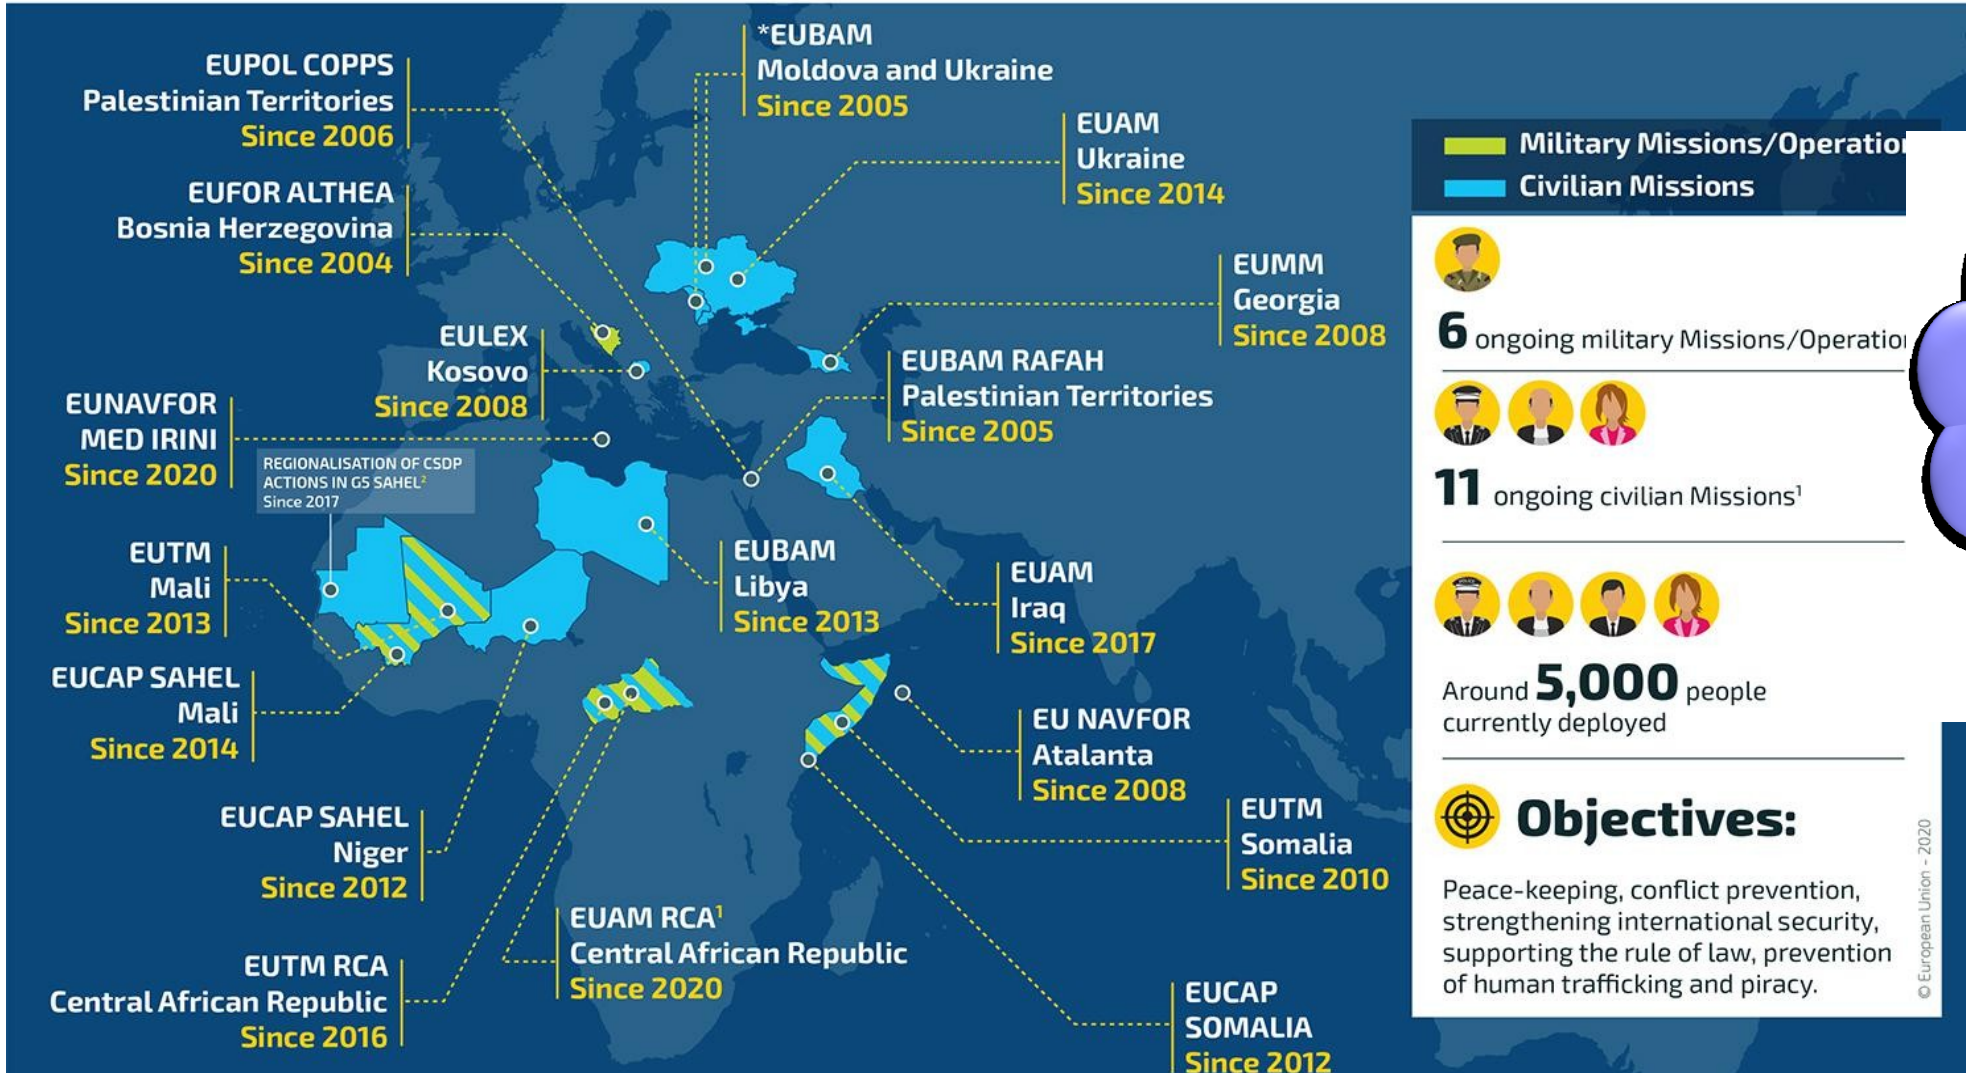 EUPOL COPPS
Palestinian Territories
Since 2006
*EUBAM
Moldova and Ukraine
Since 2005
EUAM
Ukraine
Since 2014
EUFOR ALTHEA
Bosnia Herzegovina
Since 2004
EUMM
Georgia
Since 2008
EULEX
Kosovo
Since 2008
EUBAM RAFAH
Palestinian Territories
Since 2005
EUNAVFOR
MED IRINI
Since 2020
REGIONALISATION OF CSDP
ACTIONS IN G5 SAHEL²
Since 2017
EUTM
Mali
Since 2013
EUBAM
Libya
Since 2013
EUAM
Iraq
Since 2017
EUCAP SAHEL
Mali
Since 2014
EU NAVFOR
Atalanta
Since 2008
EUCAP SAHEL
Niger
Since 2012
EUTM
Somalia
Since 2010
EUAM RCA¹
Central African Republic
Since 2020
EUTM RCA
Central African Republic
Since 2016
EUCAP
SOMALIA
Since 2012
Military Missions/Operatio
Civilian Missions
6 ongoing military Missions/Operatio
11 ongoing civilian Missions¹
POLICE
Around 5,000 people
currently deployed
Objectives:
Peace-keeping, conflict prevention,
strengthening international security,
supporting the rule of law, prevention
of human trafficking and piracy.
© European Union - 2020